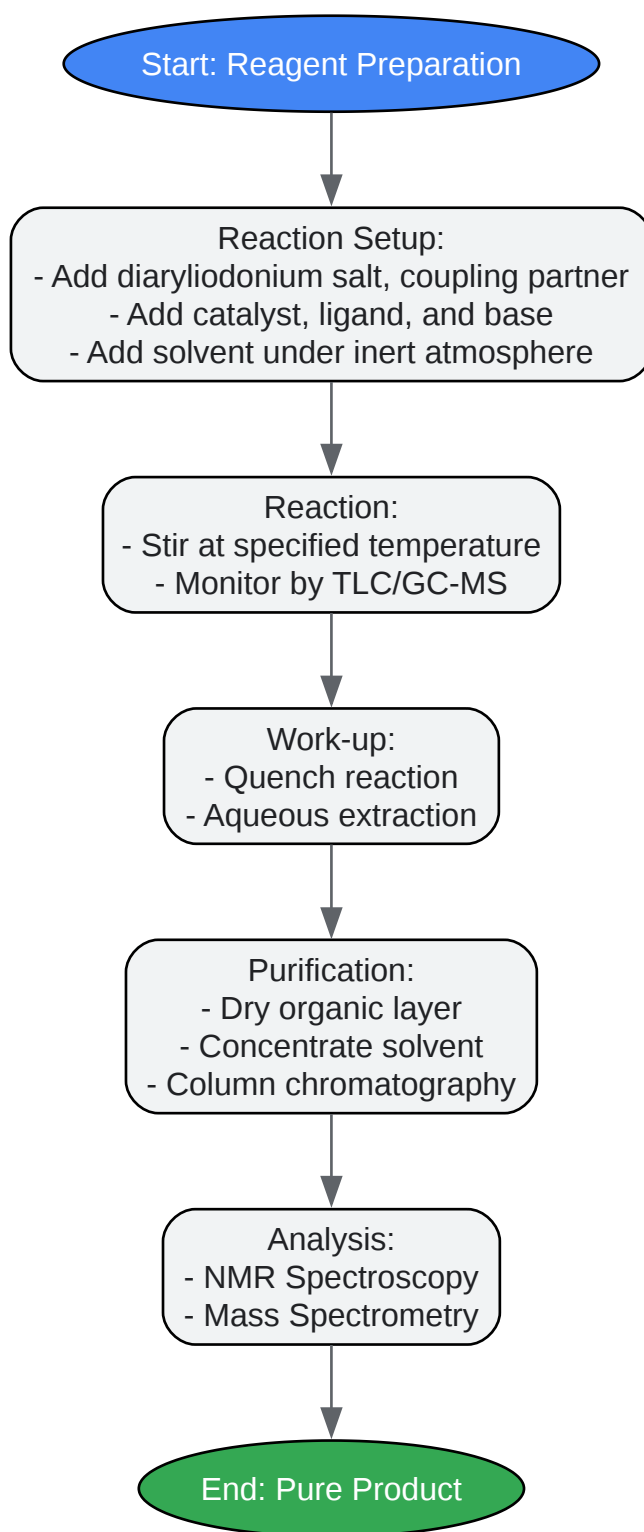 Start: Reagent Preparation
Reaction Setup:
- Add diaryliodonium salt, coupling partner
- Add catalyst, ligand, and base
- Add solvent under inert atmosphere
Reaction:
- Stir at specified temperature
- Monitor by TLC/GC-MS
Work-up:
- Quench reaction
- Aqueous extraction
Purification:
- Dry organic layer
- Concentrate solvent
- Column chromatography
Analysis:
- NMR Spectroscopy
- Mass Spectrometry
End: Pure Product